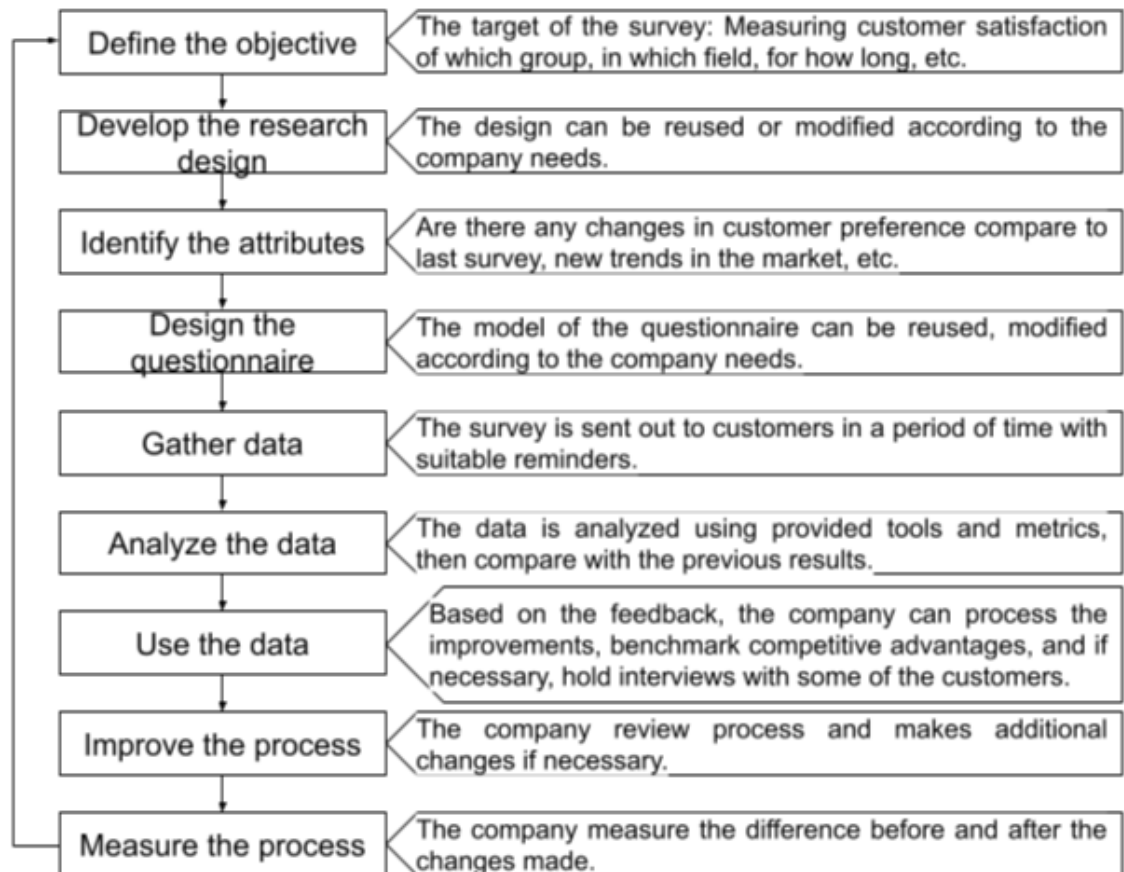 Define the objective
The target of the survey: Measuring customer satisfaction
of which group, in which field, for how long, etc.
Develop the research
design
The design can be reused or modified according to the
company needs.
Identify the attributes
Are there any changes in customer preference compare to
last survey, new trends in the market, etc.
Design the
questionnaire
The model of the questionnaire can be reused, modified
according to the company needs.
Gather data
The survey is sent out to customers in a period of time with
suitable reminders.
Analyze the data
The data is analyzed using provided tools and metrics,
then compare with the previous results.
Use the data
Based on the feedback, the company can process the
improvements, benchmark competitive advantages, and if
necessary, hold interviews with some of the customers.
Improve the process
The company review process and makes additional
changes if necessary.
Measure the process
The company measure the difference before and after the
changes made.